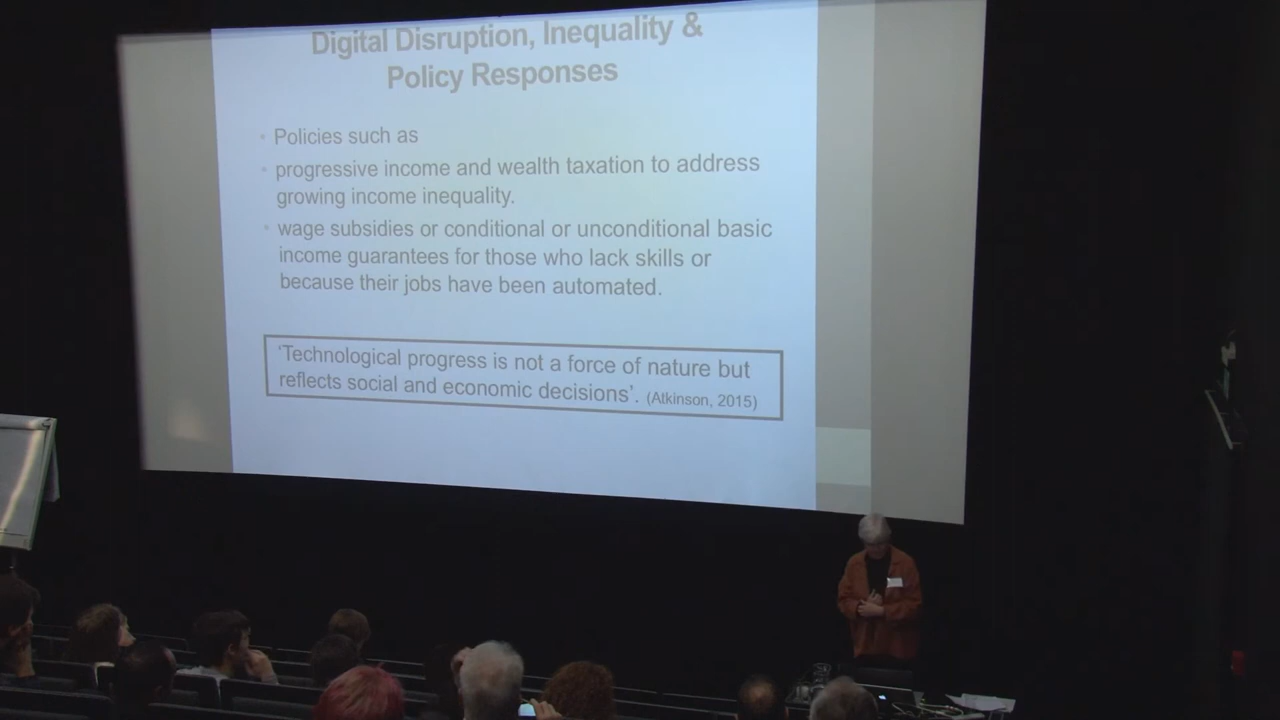 Digital Disruption, Inequality &
Policy Responses
• Policies such as
• progressive income and wealth taxation to address
growing income inequality.
• wage subsidies or conditional or unconditional basic
income guarantees for those who lack skills or
because their jobs have been automated.
‘Technological progress is not a force of nature but
reflects social and economic decisions’. (Atkinson, 2015)